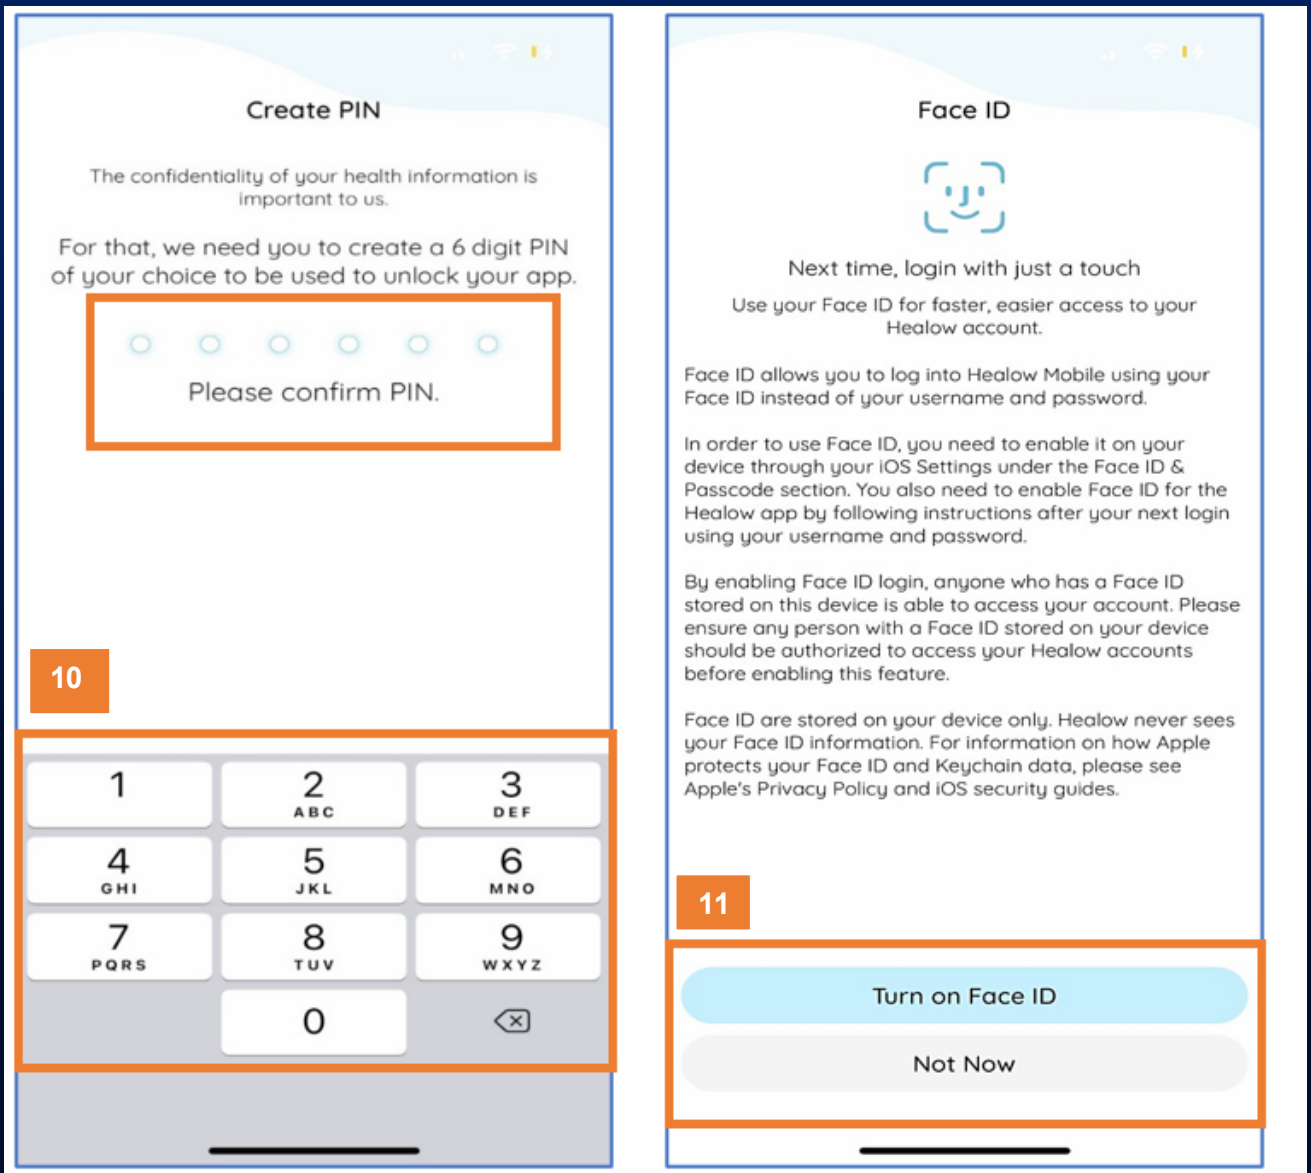 Create PIN
The confidentiality of your health information is
important to us.
For that, we need you to create a 6 digit PIN
of your choice to be used to unlock your app.
Please confirm PIN.
10
1
2
ABC
3
DEF
4
GHI
5
JKL
6
MNO
7
PQRS
8
TUV
9
WXYZ
0
Face ID
Next time, login with just a touch
Use your Face ID for faster, easier access to your
Healow account.
Face ID allows you to log into Healow Mobile using your
Face ID instead of your username and password.
In order to use Face ID, you need to enable it on your
device through your iOS Settings under the Face ID &
Passcode section. You also need to enable Face ID for the
Healow app by following instructions after your next login
using your username and password.
By enabling Face ID login, anyone who has a Face ID
stored on this device is able to access your account. Please
ensure any person with a Face ID stored on your device
should be authorized to access your Healow accounts
before enabling this feature.
Face ID are stored on your device only. Healow never sees
your Face ID information. For information on how Apple
protects your Face ID and Keychain data, please see
Apple's Privacy Policy and iOS security guides.
11
Turn on Face ID
Not Now